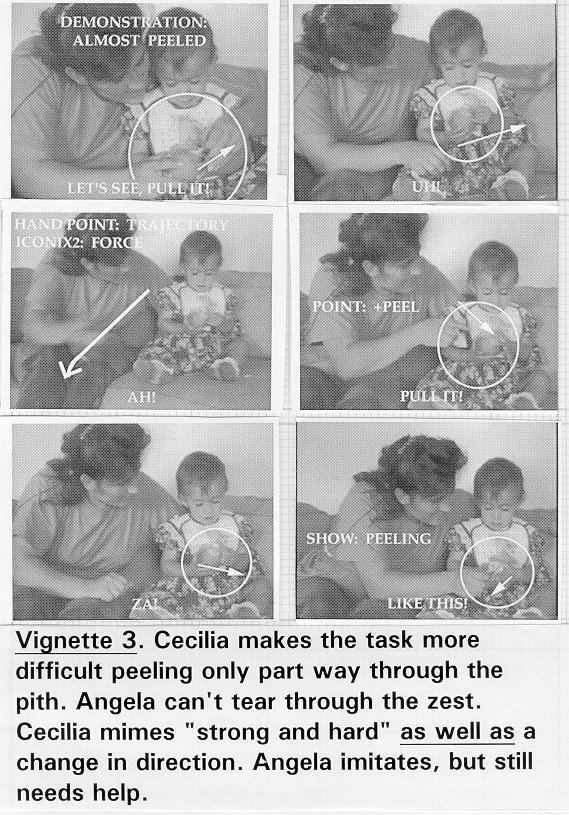 DEMONSTRATION:
ALMOST PEELED
LET'S SEE, PULL IT!
UH!
HAND POINT: TRAJECTORY
ICONIX2: FORCE
AH!
POINT: +PEEL
PULL IT!
ZA!
SHOW: PEELING
LIKE THIS!
Vignette 3. Cecilia makes the task more
difficult peeling only part way through the
pith. Angela can't tear through the zest.
Cecilia mimes "strong and hard" as well as a
change in direction. Angela imitates, but still
needs help.